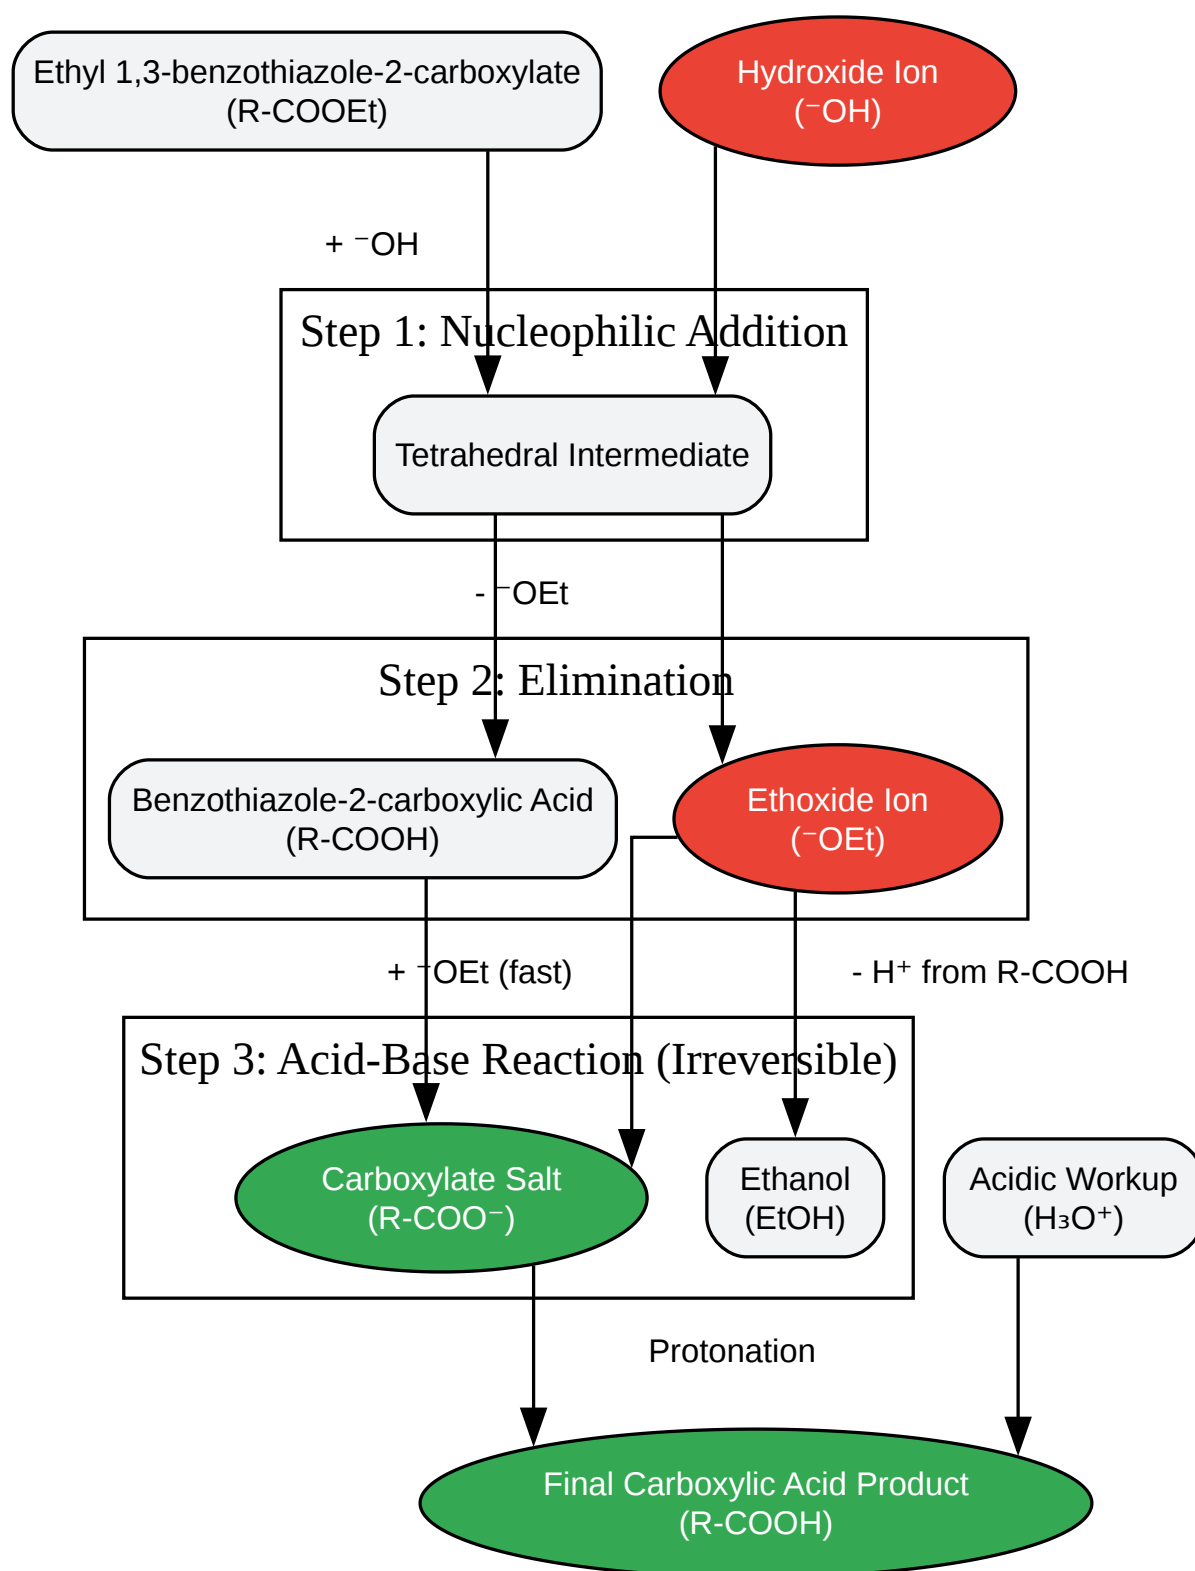 Ethyl 1,3-benzothiazole-2-carboxylate
(R-COOEt)
Hydroxide Ion
(⁻OH)
+ ⁻OH
Step 1: Nucleophilic Addition
Tetrahedral Intermediate
- ⁻OEt
Step 2: Elimination
Benzothiazole-2-carboxylic Acid
(R-COOH)
Ethoxide Ion
(⁻OEt)
+ ⁻OEt (fast)
- H⁺ from R-COOH
Step 3: Acid-Base Reaction (Irreversible)
Carboxylate Salt
(R-COO⁻)
Ethanol
(EtOH)
Acidic Workup
(H₃O⁺)
Protonation
Final Carboxylic Acid Product
(R-COOH)